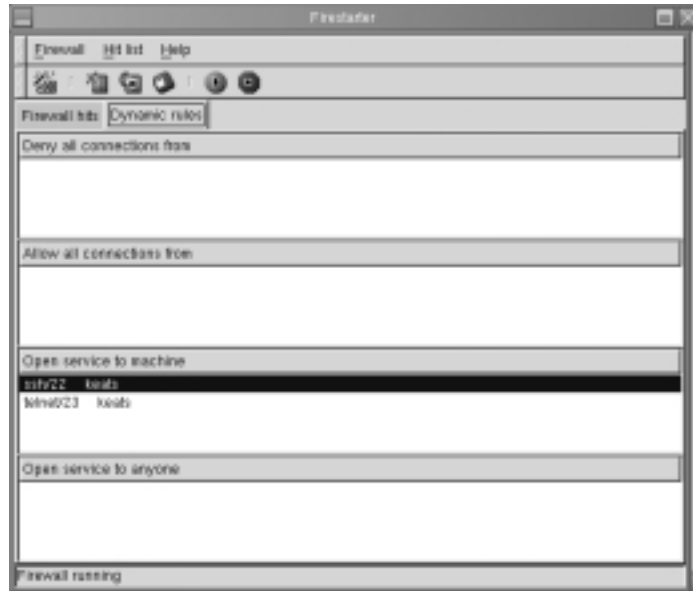 Firestarter
Firewall Hit list Help
Firewall hits Dynamic rules
Deny all connections from
Allow all connections from
Open service to machine
ssh/22 keats
telnet/23 keats
Open service to anyone
Firewall running